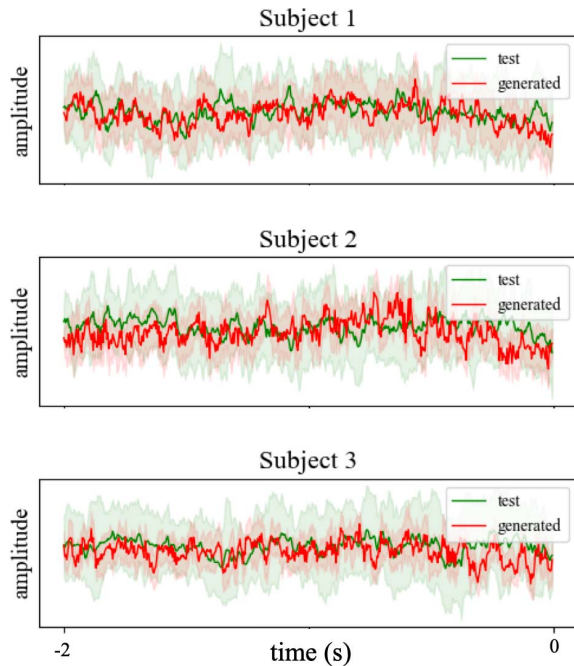 Subject 1
amplitude
test
generated
Subject 2
amplitude
test
generated
Subject 3
amplitude
test
generated
-2
time (s)
0